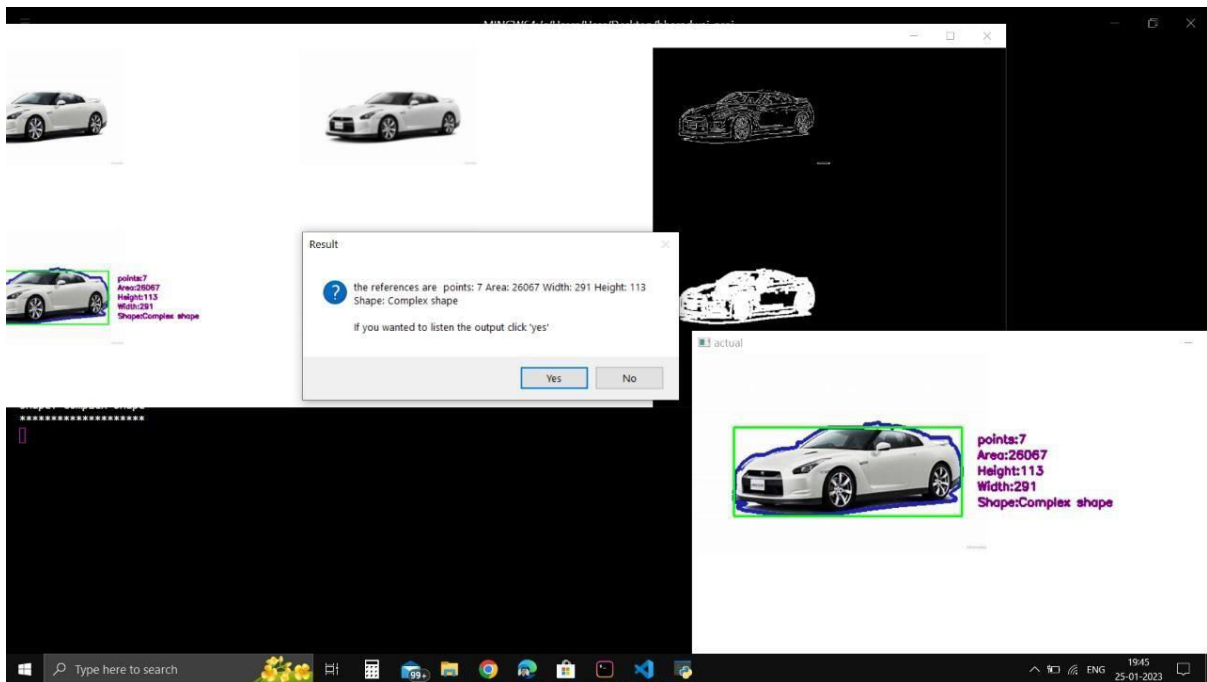 Result
the references are points: 7 Area: 26067 Width: 291 Height: 113
Shape: Complex shape
If you wanted to listen the output click 'yes'
Yes No
points:7
Area:26067
Height:113
Width:291
Shape:Complex shape
*********************
actual
points:7
Area:26067
Height:113
Width:291
Shape:Complex shape
Type here to search
99+
ENG
19:45
25-01-2023